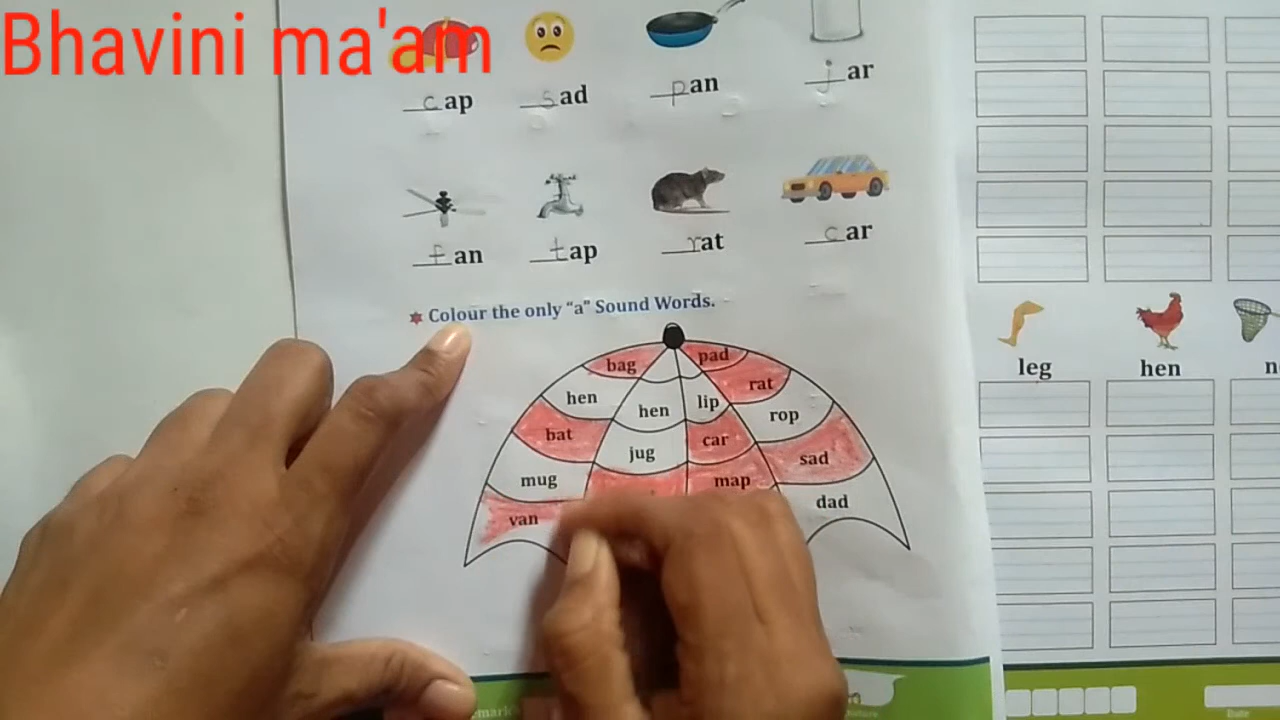 Bhavini ma'am
cap sad pan jar
fan tap rat car
Colour the only "a" Sound Words.
bag pad
hen hen lip rat
bat jug car rop
mug map sad
van dad
leg hen
Date